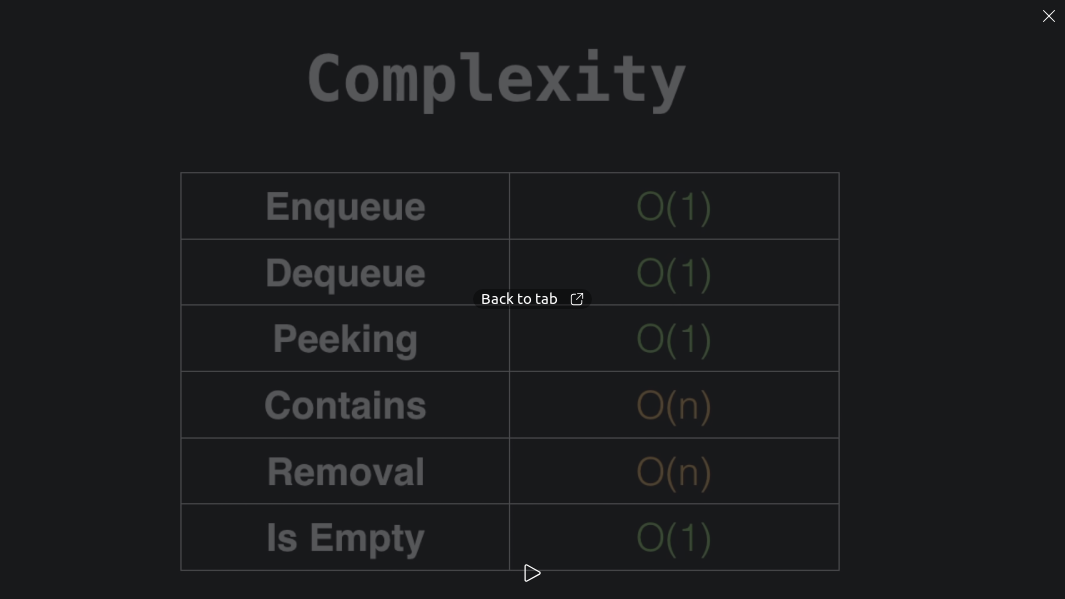 Complexity
Enqueue O(1)
Dequeue O(1)
Back to tab
Peeking O(1)
Contains O(n)
Removal O(n)
Is Empty O(1)